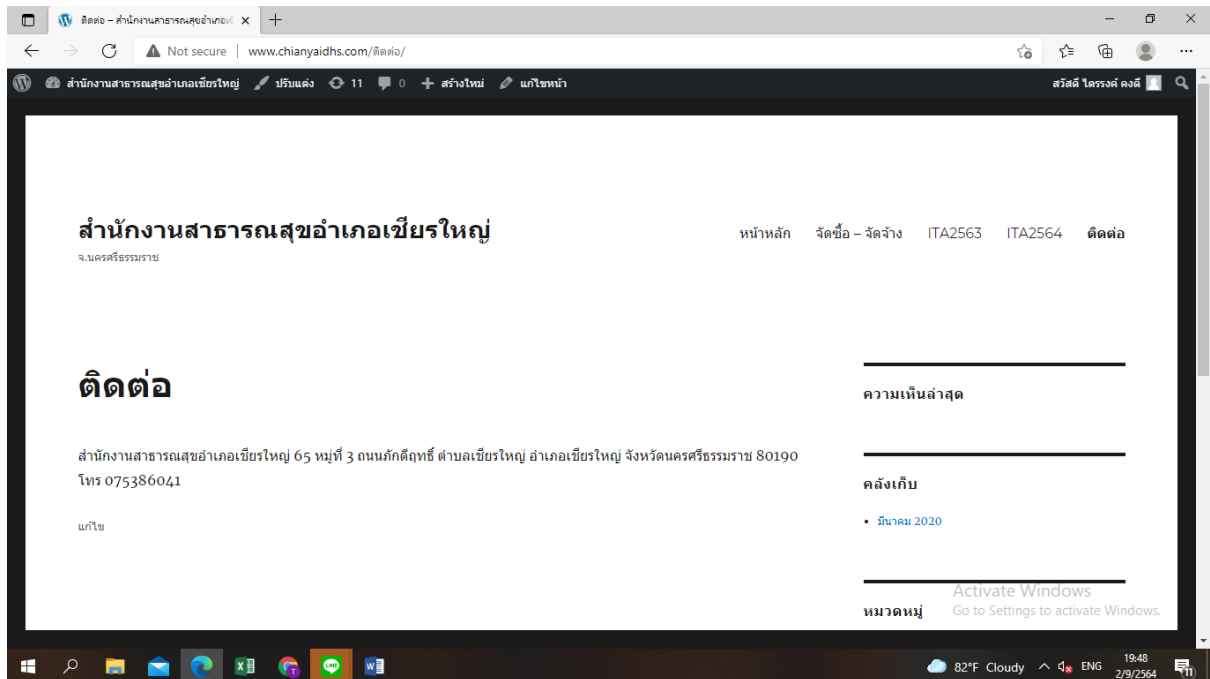 ติดต่อ – สำนักงานสาธารณสุขอำเภอเ
Not secure | www.chianyaidhs.com/ติดต่อ/
สำนักงานสาธารณสุขอำเภอเชียรใหญ่ ปรับแต่ง 11 0 สร้างใหม่ แก้ไขหน้า สวัสดี ไตรรงค์ คงดี
สำนักงานสาธารณสุขอำเภอเชียรใหญ่
จ.นครศรีธรรมราช
หน้าหลัก จัดซื้อ – จัดจ้าง ITA2563 ITA2564 ติดต่อ
ติดต่อ
สำนักงานสาธารณสุขอำเภอเชียรใหญ่ 65 หมู่ที่ 3 ถนนภักดีฤทธิ์ ตำบลเชียรใหญ่ อำเภอเชียรใหญ่ จังหวัดนครศรีธรรมราช 80190
โทร 075386041
แก้ไข
ความเห็นล่าสุด
คลังเก็บ
• มีนาคม 2020
หมวดหมู่
Activate Windows
Go to Settings to activate Windows.
82°F Cloudy ENG 19:48
2/9/2564